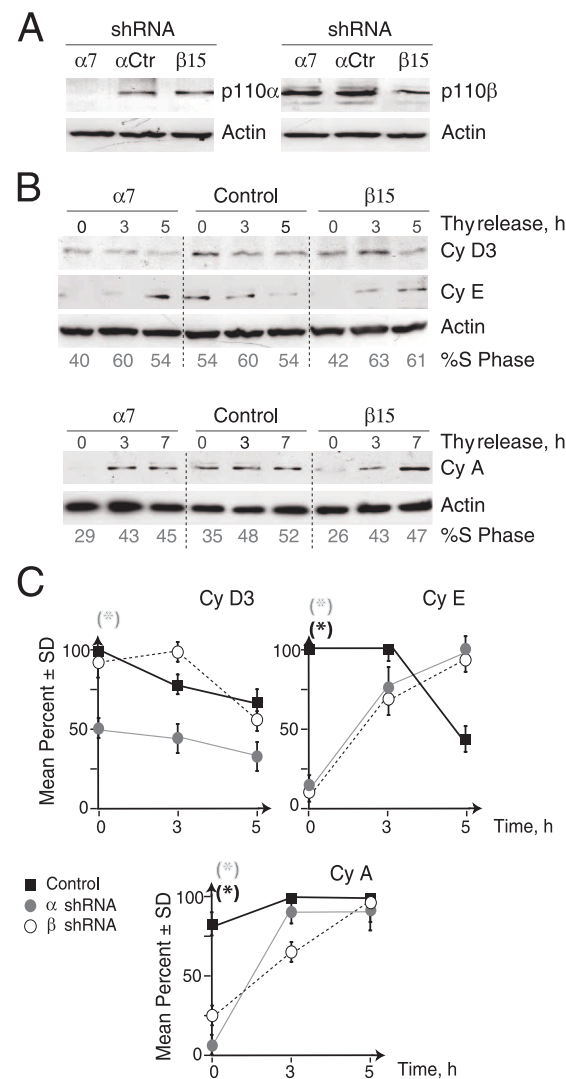 A
shRNA
shRNA
α7 αCtr β15
α7 αCtr β15
p110α
p110β
Actin
Actin
B
α7 Control β15
0 3 5 0 3 5 0 3 5 Thy release, h
Cy D3
Cy E
Actin
40 60 54 54 60 54 42 63 61 %S Phase
α7 Control β15
0 3 7 0 3 7 0 3 7 Thy release, h
Cy A
Actin
29 43 45 35 48 52 26 43 47 %S Phase
C
Cy D3
(*)
Mean Percent ± SD
100
50
0
0 3 5
Cy E
(*)
(*)
100
50
0
0 3 5 Time, h
Control
α shRNA
β shRNA
Cy A
(*)
(*)
Mean Percent ± SD
100
50
0
0 3 5 Time, h